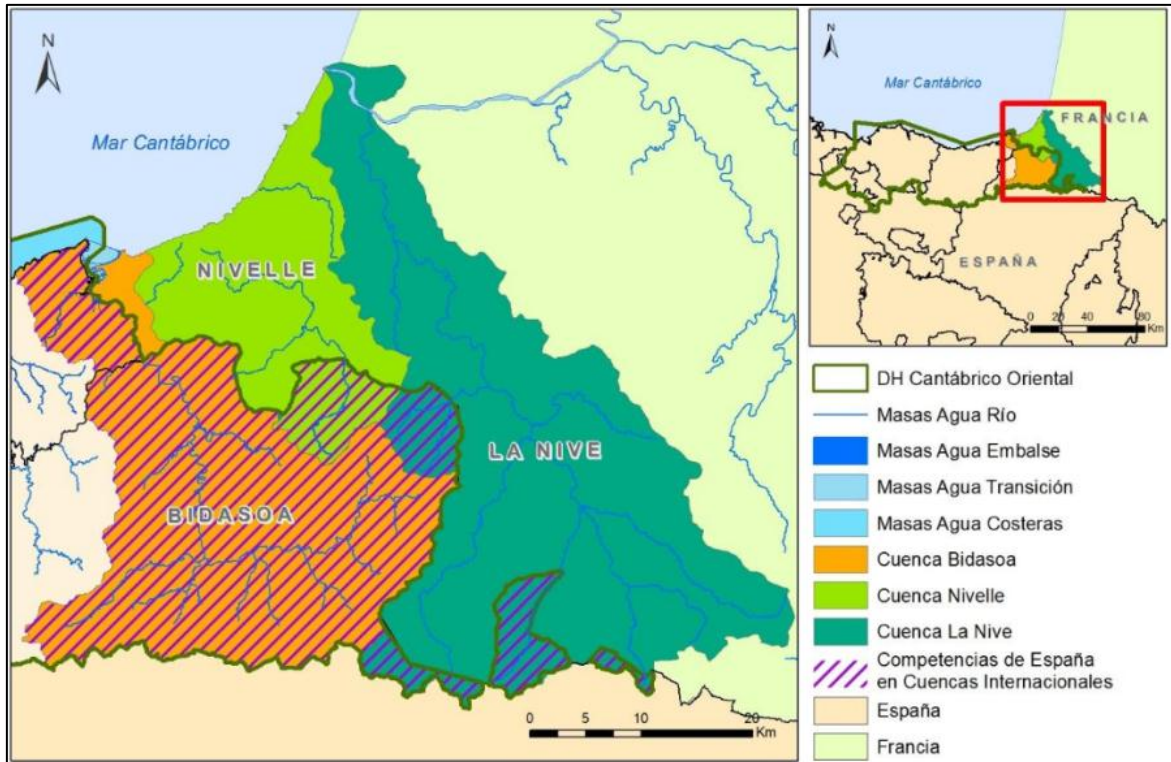 N
Mar Cantábrico
NIVELLE
LA NIVE
BIDASOA
0 5 10 20
Km
N
Mar Cantábrico
FRANCIA
ESPAÑA
0 20 40 80
Km
DH Cantábrico Oriental
Masas Agua Río
Masas Agua Embalse
Masas Agua Transición
Masas Agua Costeras
Cuenca Bidasoa
Cuenca Nivelle
Cuenca La Nive
Competencias de España
en Cuencas Internacionales
España
Francia